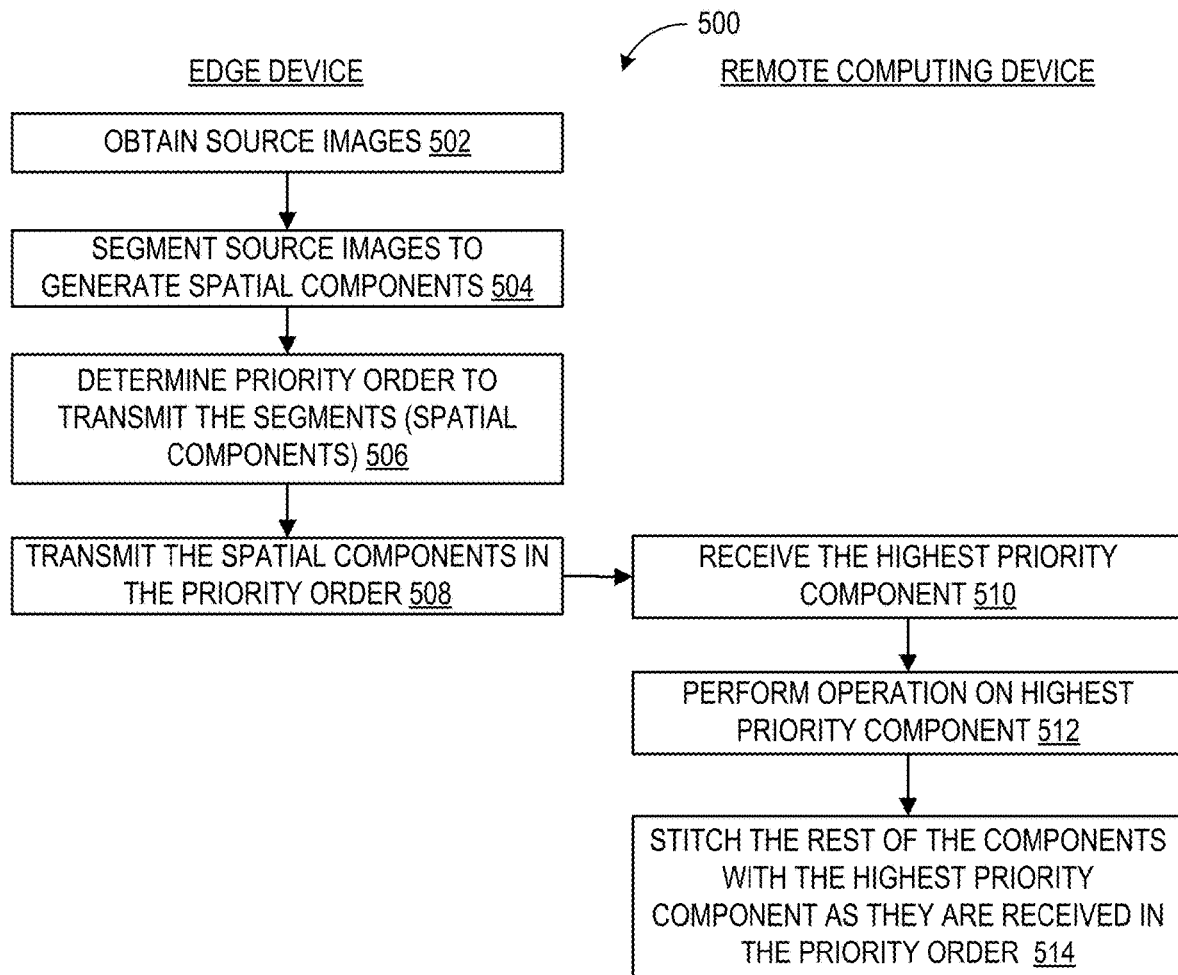 500
EDGE DEVICE
REMOTE COMPUTING DEVICE
OBTAIN SOURCE IMAGES 502
SEGMENT SOURCE IMAGES TO
GENERATE SPATIAL COMPONENTS 504
DETERMINE PRIORITY ORDER TO
TRANSMIT THE SEGMENTS (SPATIAL
COMPONENTS) 506
TRANSMIT THE SPATIAL COMPONENTS IN
THE PRIORITY ORDER 508
RECEIVE THE HIGHEST PRIORITY
COMPONENT 510
PERFORM OPERATION ON HIGHEST
PRIORITY COMPONENT 512
STITCH THE REST OF THE COMPONENTS
WITH THE HIGHEST PRIORITY
COMPONENT AS THEY ARE RECEIVED IN
THE PRIORITY ORDER 514